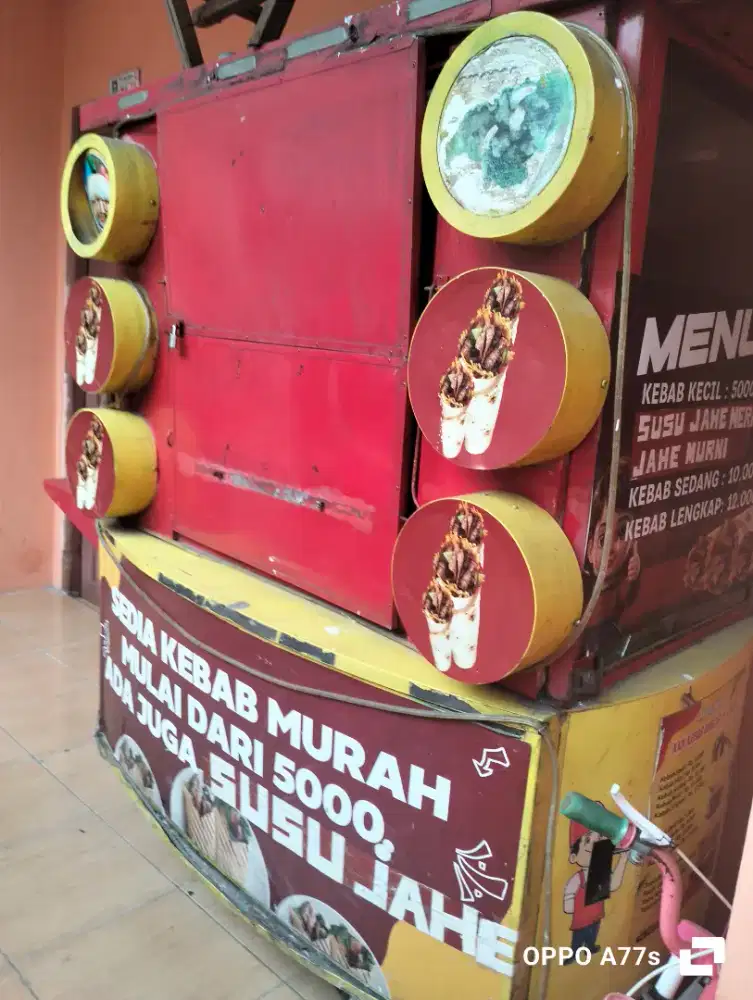 MENU
KEBAB KECIL : 5000
SUSU JAHE MER
JAHE MURNI
KEBAB SEDANG : 10.00
KEBAB LENGKAP: 12.00
SEDIA KEBAB MURAH
MULAI DARI 5000,
ADA JUGA SUSU JAHE
OPPO A77s